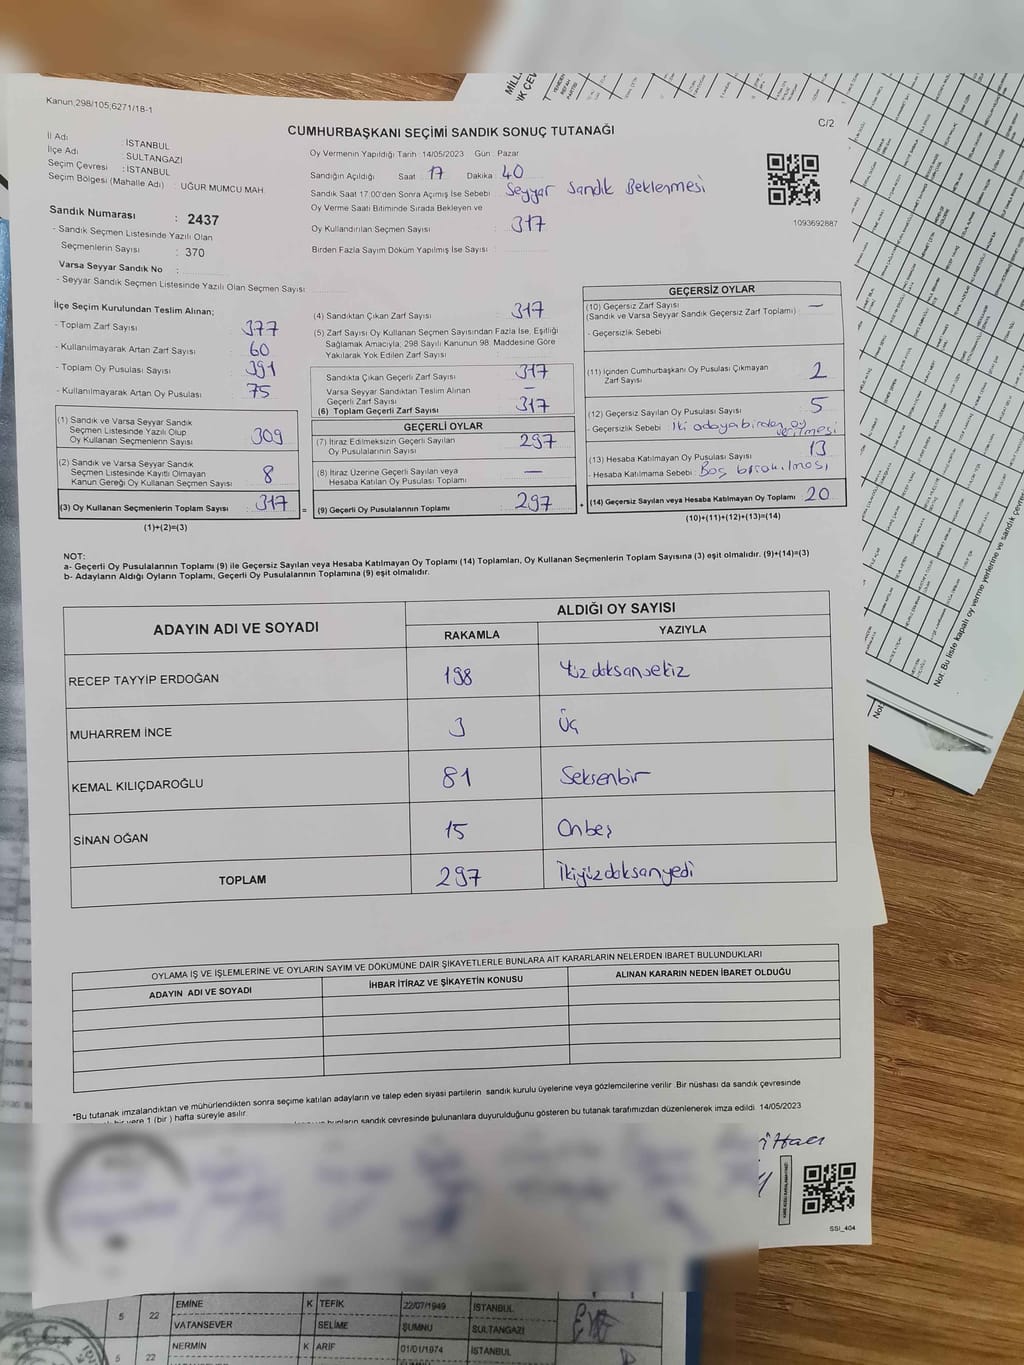 Kanun;298/105;6271/18-1
CUMHURBAŞKANI SEÇİMİ SANDIK SONUÇ TUTANAĞI
C/2
İl Adı : İSTANBUL
İlçe Adı : SULTANGAZİ
Seçim Çevresi : İSTANBUL
Seçim Bölgesi (Mahalle Adı) : UĞUR MUMCU MAH.
Sandık Numarası : 2437
- Sandık Seçmen Listesinde Yazılı Olan
Seçmenlerin Sayısı : 370
Varsa Seyyar Sandık No :
- Seyyar Sandık Seçmen Listesinde Yazılı Olan Seçmen Sayısı :
Oy Vermenin Yapıldığı Tarih : 14/05/2023 Gün : Pazar
Sandığın Açıldığı Saat : 17 Dakika : 40
Sandık Saat 17.00'den Sonra Açımış İse Sebebi : Seyyar Sandık Beklenmesi
Oy Verme Saati Bitiminde Sırada Bekleyen ve
Oy Kullandırılan Seçmen Sayısı : 317
Birden Fazla Sayım Döküm Yapılmış İse Sayısı :
1093692887
İlçe Seçim Kurulundan Teslim Alınan;
- Toplam Zarf Sayısı : 377
- Kullanılmayarak Artan Zarf Sayısı : 60
- Toplam Oy Pusulası Sayısı : 391
- Kullanılmayarak Artan Oy Pusulası : 75
(1) Sandık ve Varsa Seyyar Sandık
Seçmen Listesinde Yazılı Olup
Oy Kullanan Seçmenlerin Sayısı : 309
(2) Sandık ve Varsa Seyyar Sandık
Seçmen Listesinde Kayıtlı Olmayan
Kanun Gereği Oy Kullanan Seçmen Sayısı : 8
(3) Oy Kullanan Seçmenlerin Toplam Sayısı : 317 =
(1)+(2)=(3)
(4) Sandıktan Çıkan Zarf Sayısı : 317
(5) Zarf Sayısı Oy Kullanan Seçmen Sayısından Fazla İse, Eşitliği
Sağlamak Amacıyla; 298 Sayılı Kanunun 98. Maddesine Göre
Yakılarak Yok Edilen Zarf Sayısı :
Sandıkta Çıkan Geçerli Zarf Sayısı : 317
Varsa Seyyar Sandıktan Teslim Alınan
Geçerli Zarf Sayısı : —
(6) Toplam Geçerli Zarf Sayısı : 317
GEÇERLİ OYLAR
(7) İtiraz Edilmeksizin Geçerli Sayılan
Oy Pusulalarının Sayısı : 297
(8) İtiraz Üzerine Geçerli Sayılan veya
Hesaba Katılan Oy Pusulası Toplamı : —
(9) Geçerli Oy Pusulalarının Toplamı : 297 +
GEÇERSİZ OYLAR
(10) Geçersiz Zarf Sayısı : —
(Sandık ve Varsa Seyyar Sandık Geçersiz Zarf Toplamı)
- Geçersizlik Sebebi :
(11) İçinden Cumhurbaşkanı Oy Pusulası Çıkmayan
Zarf Sayısı : 2
(12) Geçersiz Sayılan Oy Pusulası Sayısı : 5
- Geçersizlik Sebebi : İki adaya birden oy verilmesi
(13) Hesaba Katılmayan Oy Pusulası Sayısı : 13
- Hesaba Katılmama Sebebi : Boş bırakılması
(14) Geçersiz Sayılan veya Hesaba Katılmayan Oy Toplamı : 20
(10)+(11)+(12)+(13)=(14)
NOT:
a- Geçerli Oy Pusulalarının Toplamı (9) ile Geçersiz Sayılan veya Hesaba Katılmayan Oy Toplamı (14) Toplamları, Oy Kullanan Seçmenlerin Toplam Sayısına (3) eşit olmalıdır. (9)+(14)=(3)
b- Adayların Aldığı Oyların Toplamı, Geçerli Oy Pusulalarının Toplamına (9) eşit olmalıdır.
ADAYIN ADI VE SOYADI ALDIĞI OY SAYISI
RAKAMLA YAZIYLA
RECEP TAYYİP ERDOĞAN 198 Yüzdoksansekiz
MUHARREM İNCE 3 Üç
KEMAL KILIÇDAROĞLU 81 Seksenbir
SİNAN OĞAN 15 Onbeş
TOPLAM 297 İkiyüzdoksanyedi
OYLAMA İŞ VE İŞLEMLERİNE VE OYLARIN SAYIM VE DÖKÜMÜNE DAİR ŞİKAYETLERLE BUNLARA AİT KARARLARIN NELERDEN İBARET BULUNDUKLARI
ADAYIN ADI VE SOYADI İHBAR İTİRAZ VE ŞİKAYETİN KONUSU ALINAN KARARIN NEDEN İBARET OLDUĞU
*Bu tutanak imzalandıktan ve mühürlendikten sonra seçime katılan adayların ve talep eden siyasi partilerin sandık kurulu üyelerine veya gözlemcilerine verilir. Bir nüshası da sandık çevresinde
yere 1 (bir) hafta süreyle asılır.
sandık çevresinde bulunanlara duyurulduğunu gösteren bu tutanak tarafımızdan düzenlenerek imza edildi. 14/05/2023
SSI_404
Not: Bu liste kapalı oy verme yerlerine ve sandık çevre
Not
5 22 EMİNE K TEFİK 22/07/1949 İSTANBUL
VATANSEVER SELİME ŞUMNU SULTANGAZİ
5 22 NERMİN K ARİF 01/01/1974 İSTANBUL
T.C.